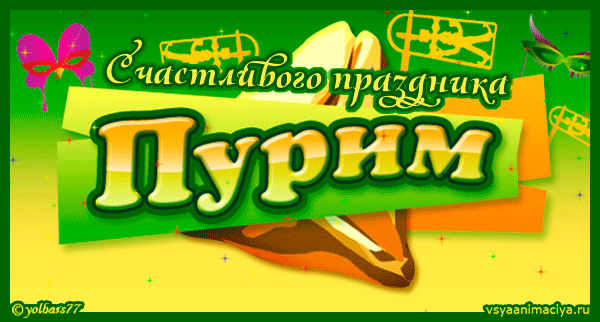 Счастливого праздника
Пурим
© yolbars77
vsyaanimaciya.ru